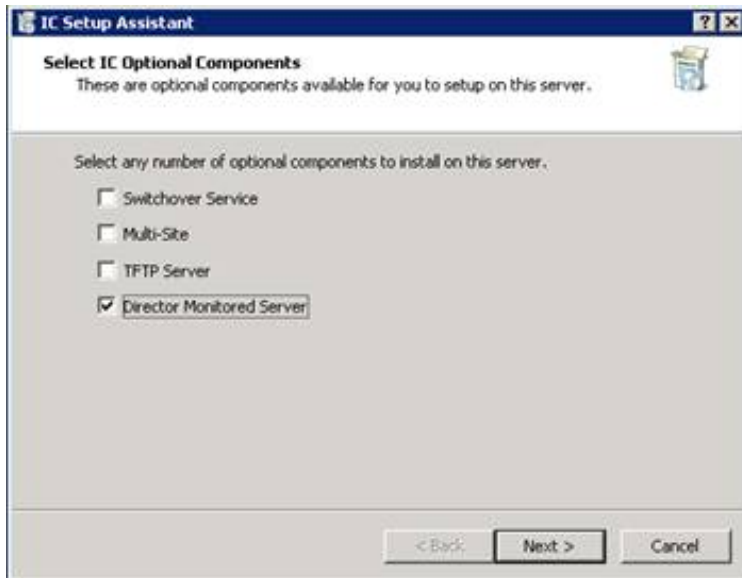 IC Setup Assistant
Select IC Optional Components
These are optional components available for you to setup on this server.
Select any number of optional components to install on this server.
Switchover Service
Multi-Site
TFTP Server
Director Monitored Server
< Back Next > Cancel